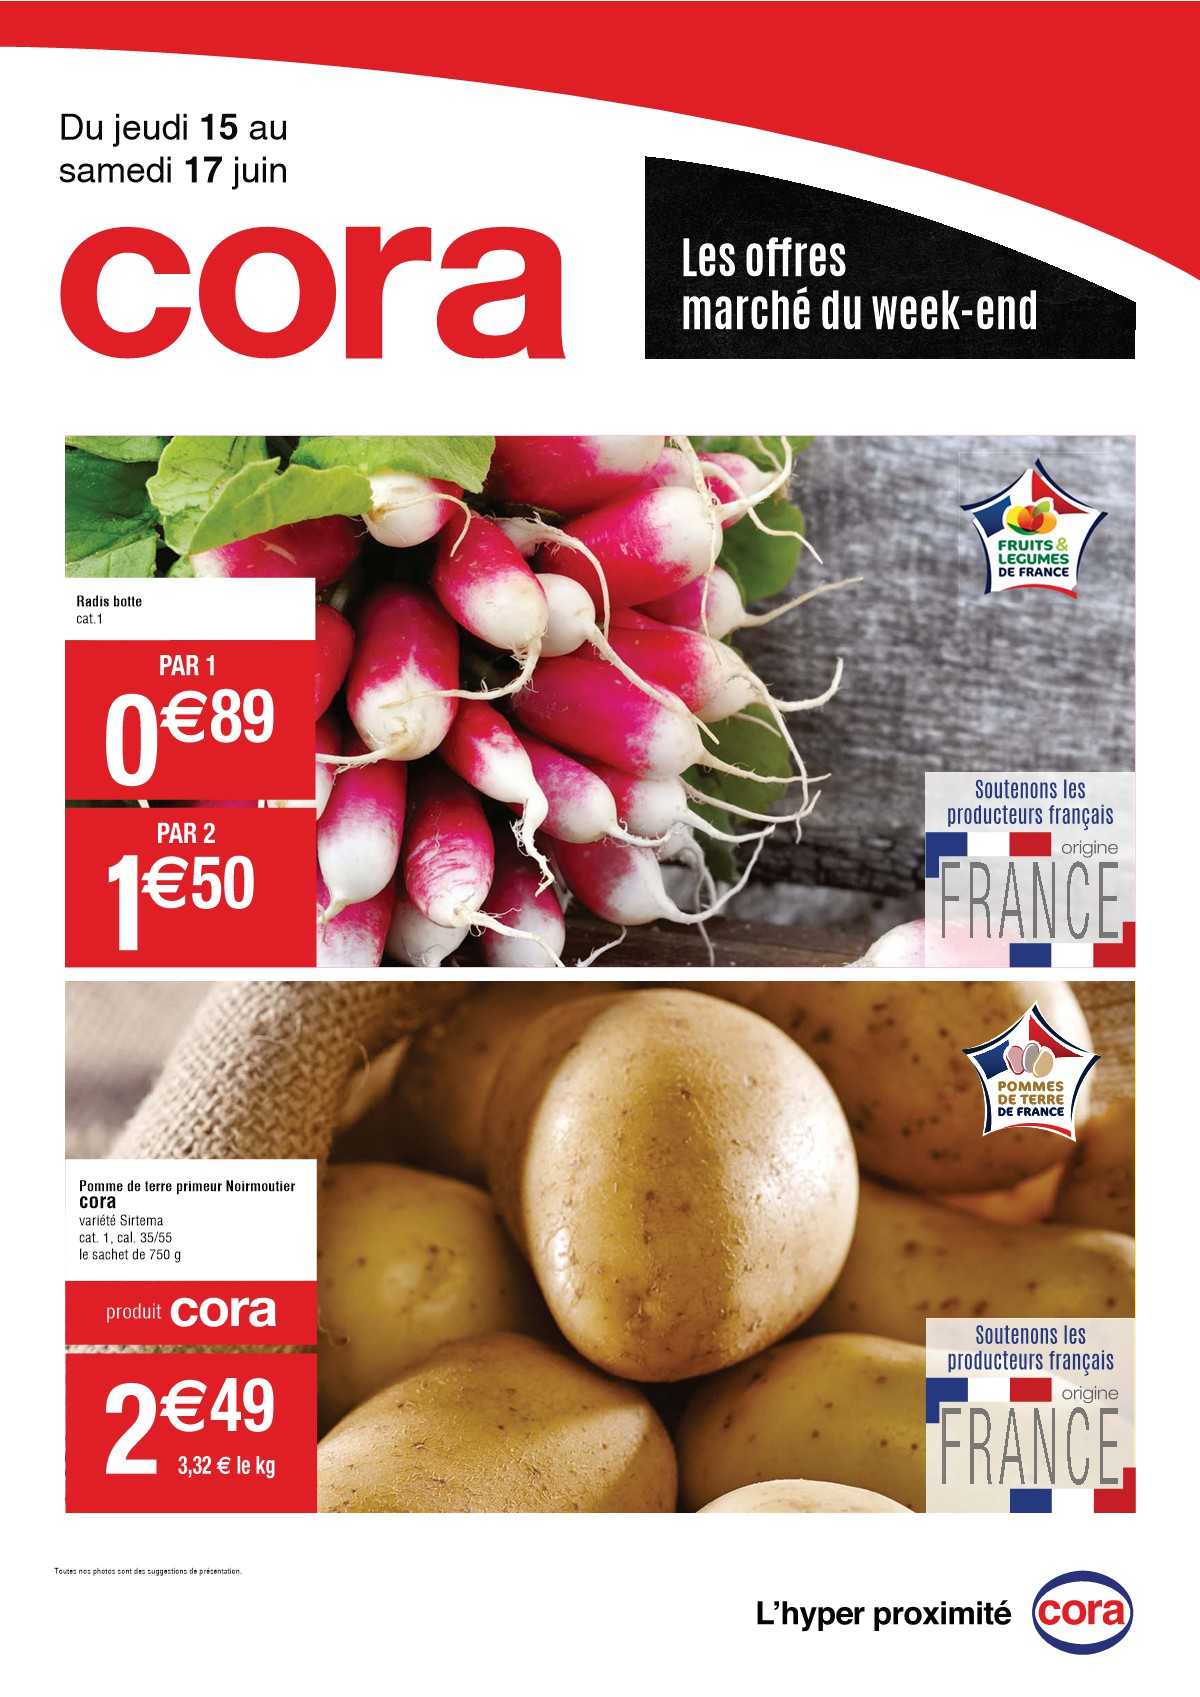 Du jeudi 15 au
samedi 17 juin
cora
Les offres
marché du week-end
FRUITS &
LEGUMES
DE FRANCE
Radis botte
cat.1
PAR 1
0€89
PAR 2
1€50
Soutenons les
producteurs français
origine
FRANCE
POMMES
DE TERRE
DE FRANCE
Pomme de terre primeur Noirmoutier
cora
variété Sirtema
cat. 1, cal. 35/55
le sachet de 750 g
produit cora
2€49
3,32 € le kg
Soutenons les
producteurs français
origine
FRANCE
Toutes nos photos sont des suggestions de présentation.
L'hyper proximité
cora